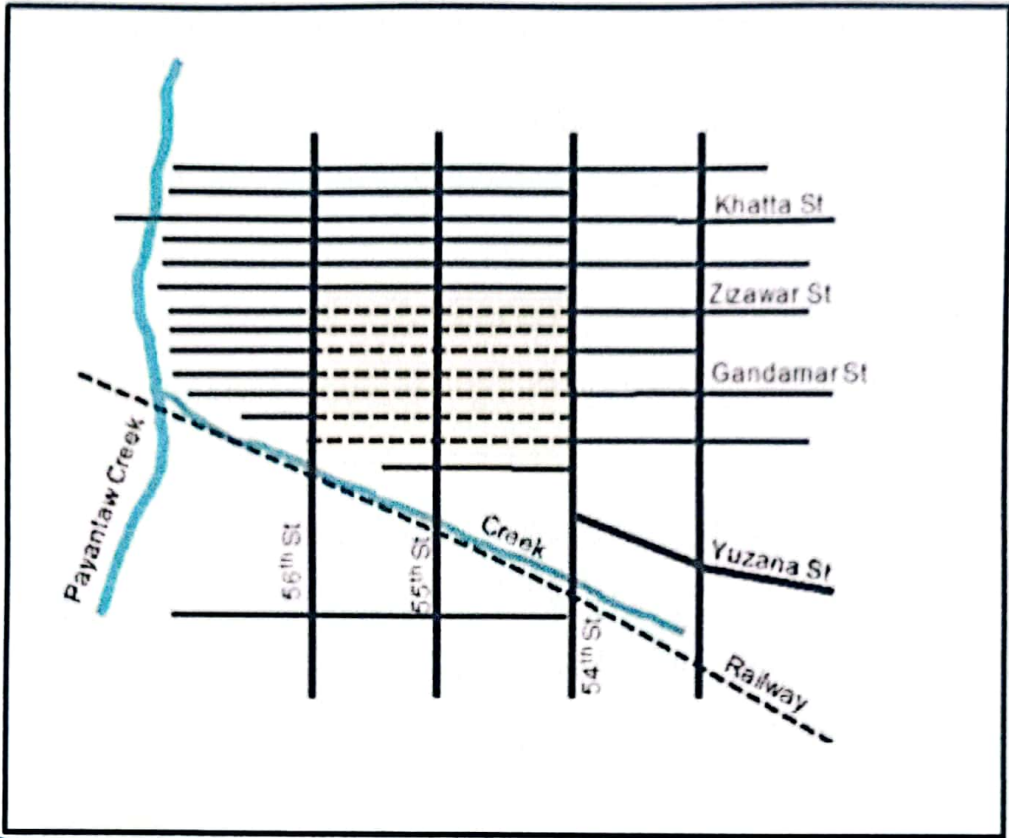 Khatta St
Zizawar St
Gandamar St
Payantaw Creek
56th St
55th St
Creek
Yuzana St
54th St
Railway